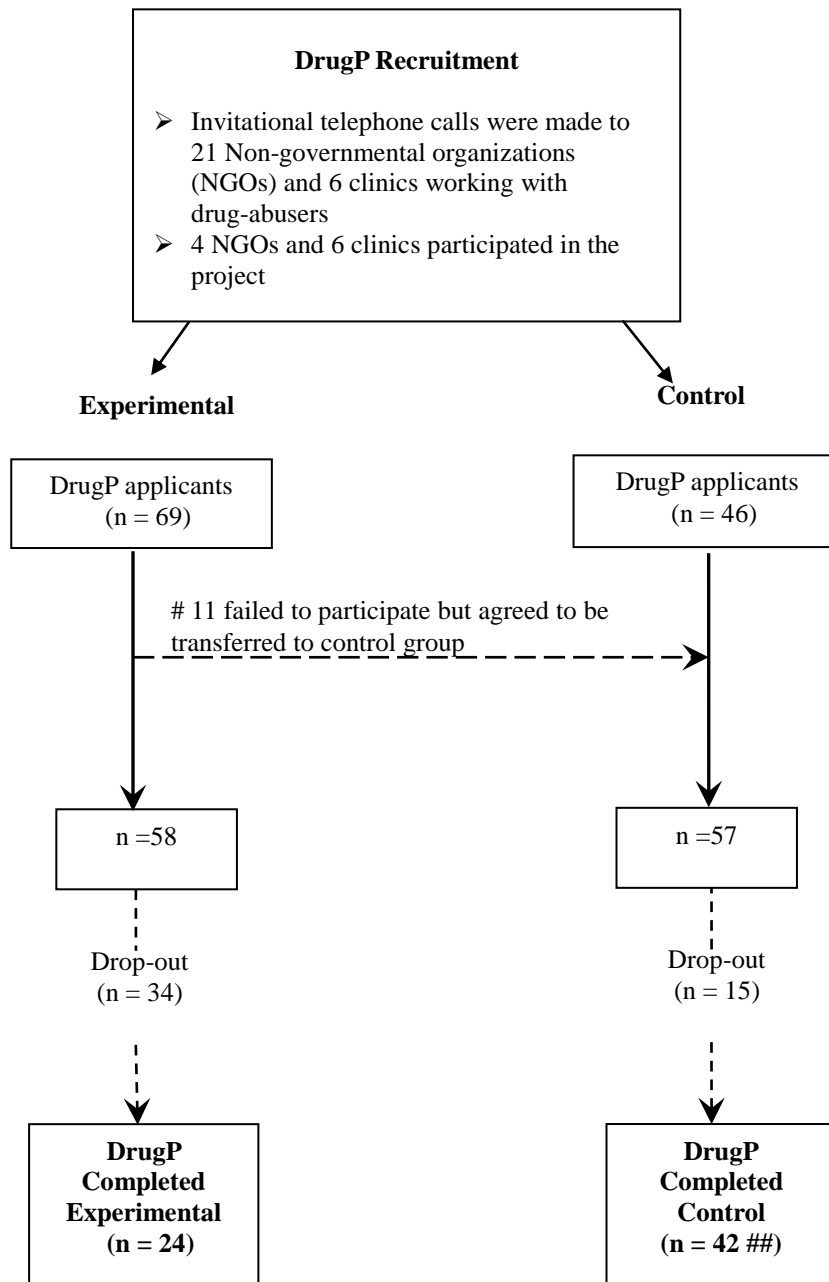 DrugP Recruitment
➢ Invitational telephone calls were made to
21 Non-governmental organizations
(NGOs) and 6 clinics working with
drug-abusers
➢ 4 NGOs and 6 clinics participated in the
project
Experimental
Control
DrugP applicants
(n = 69)
DrugP applicants
(n = 46)
# 11 failed to participate but agreed to be
transferred to control group
n =58
n =57
Drop-out
(n = 34)
Drop-out
(n = 15)
DrugP
Completed
Experimental
(n = 24)
DrugP
Completed
Control
(n = 42 ##)